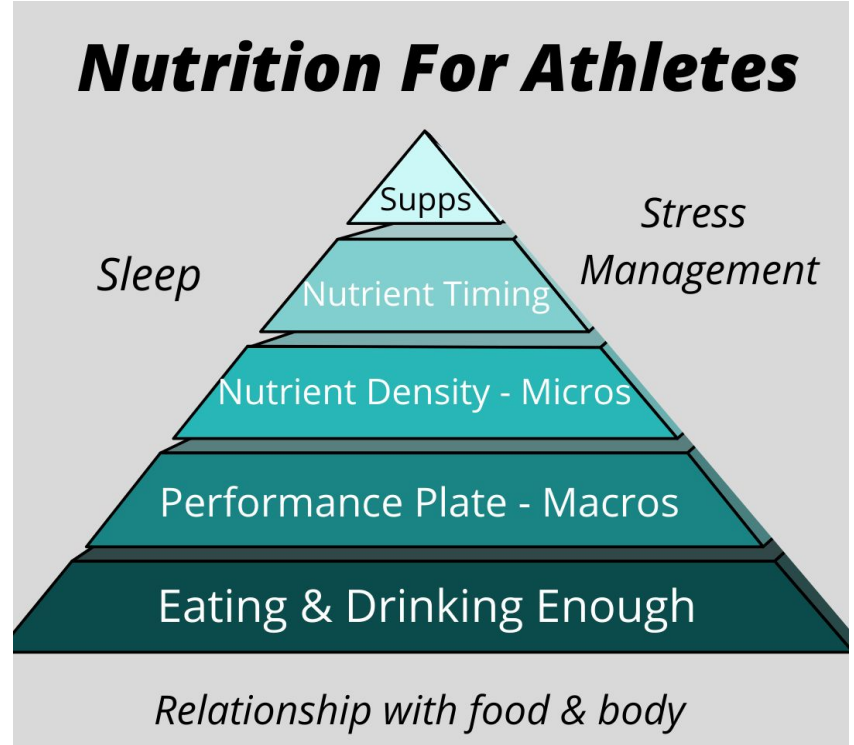 Nutrition For Athletes
Supps
Stress
Management
Sleep
Nutrient Timing
Nutrient Density - Micros
Performance Plate - Macros
Eating & Drinking Enough
Relationship with food & body